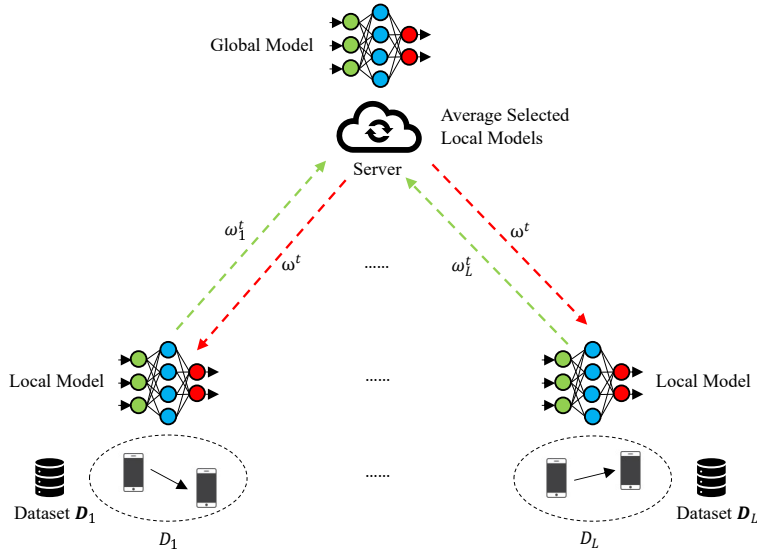 Global Model
Average Selected
Local Models
Server
ω₁ᵗ
ωᵗ
ω_Lᵗ
ωᵗ
......
Local Model
......
Local Model
......
Dataset D₁
D₁
D_L
Dataset D_L